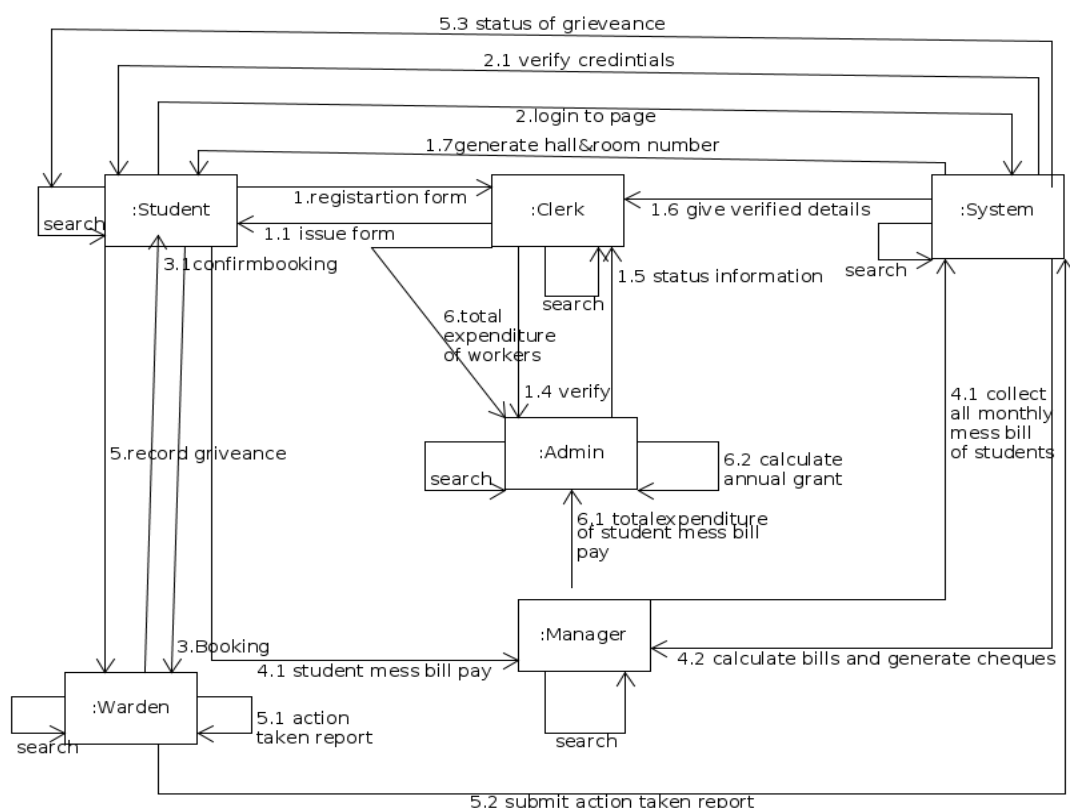 5.3 status of grieveance
2.1 verify credintials
2.login to page
1.7generate hall&room number
:Student
:Clerk
:System
1.registartion form
1.6 give verified details
search
1.1 issue form
3.1confirmbooking
search
1.5 status information
search
6.total
expenditure
of workers
1.4 verify
4.1 collect
all monthly
mess bill
of students
5.record griveance
:Admin
search
6.2 calculate
annual grant
6.1 totalexpenditure
of student mess bill
pay
:Manager
3.Booking
4.1 student mess bill pay
4.2 calculate bills and generate cheques
:Warden
5.1 action
taken report
search
search
5.2 submit action taken report